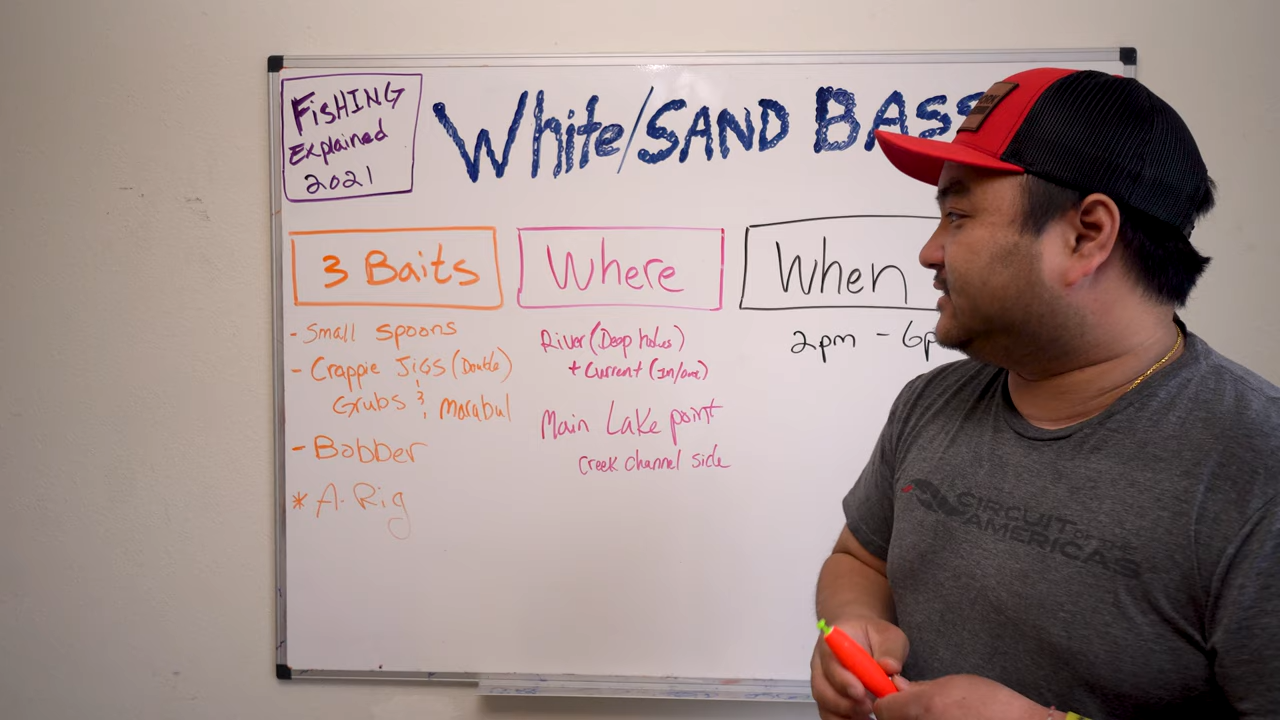 FiSHING
Explained
2021
White/SAND BASS
3 Baits
- Small spoons
- Crappie JiGS (Double)
Grubs & Marabul
- Bobber
* A-Rig
Where
River (Deep holes)
+ Current (In/out)
Main Lake point
Creek channel side
When
2pm - 6p
CIRCUIT OF THE
AMERICAS